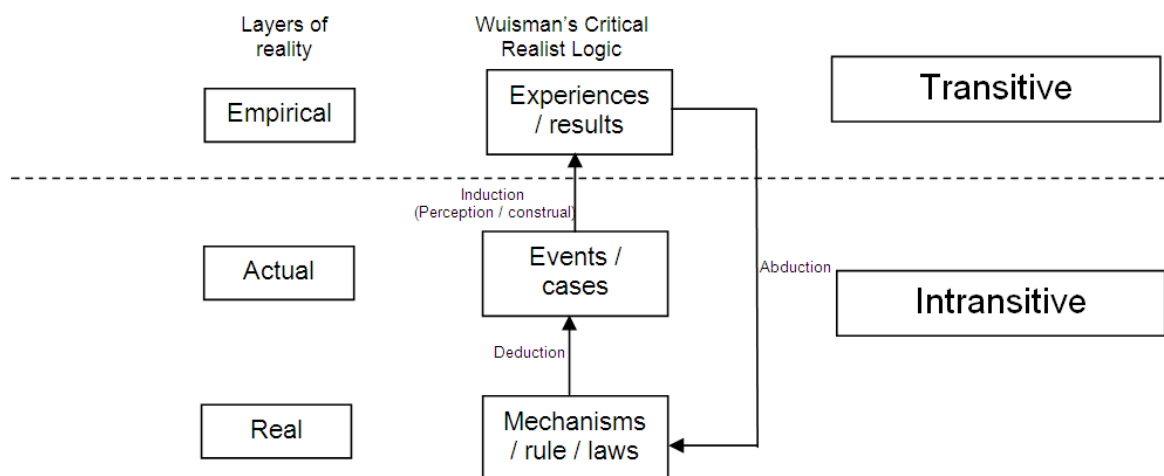 Layers of
reality
Wuisman's Critical
Realist Logic
Empirical
Experiences
/ results
Transitive
Induction
(Perception / construal)
Actual
Events /
cases
Abduction
Intransitive
Deduction
Real
Mechanisms
/ rule / laws